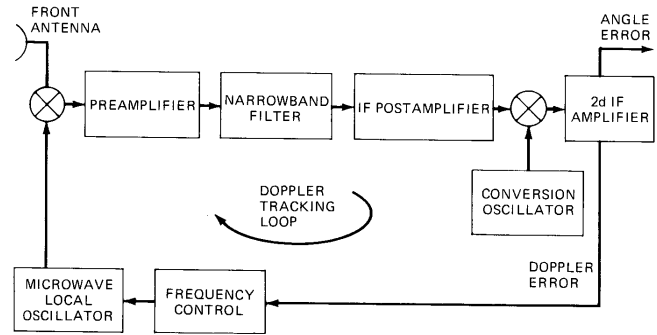 FRONT
ANTENNA
ANGLE
ERROR
PREAMPLIFIER
NARROWBAND
FILTER
IF POSTAMPLIFIER
2d IF
AMPLIFIER
CONVERSION
OSCILLATOR
DOPPLER
TRACKING
LOOP
DOPPLER
ERROR
MICROWAVE
LOCAL
OSCILLATOR
FREQUENCY
CONTROL